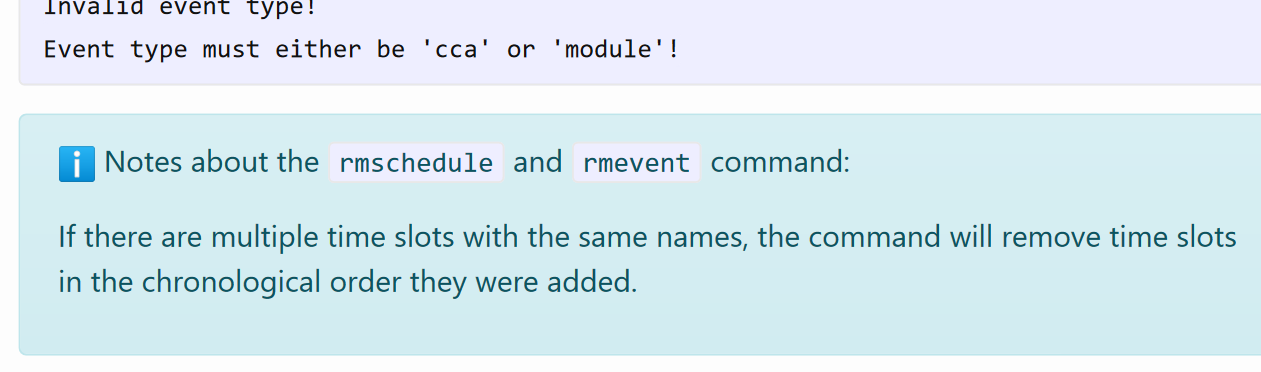 Invalid event type!
Event type must either be 'cca' or 'module'!
ℹ️ Notes about the rmschedule and rmevent command:
If there are multiple time slots with the same names, the command will remove time slots
in the chronological order they were added.